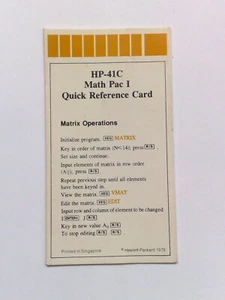 HP-41C
Math Pac I
Quick Reference Card
Matrix Operations
Initialize program. XEQ MATRIX
Key in order of matrix (N≤14); press R/S
Set size and continue.
Input elements of matrix in row order
(Aij); press R/S
Repeat previous step until all elements
have been keyed in.
View the matrix. XEQ VMAT
Edit the matrix. XEQ EDIT
Input row and column of element to be changed
I ENTER↑ J R/S
Key in new value Aij R/S
To stop editing R/S R/S
Printed in Singapore © Hewlett-Packard 1979